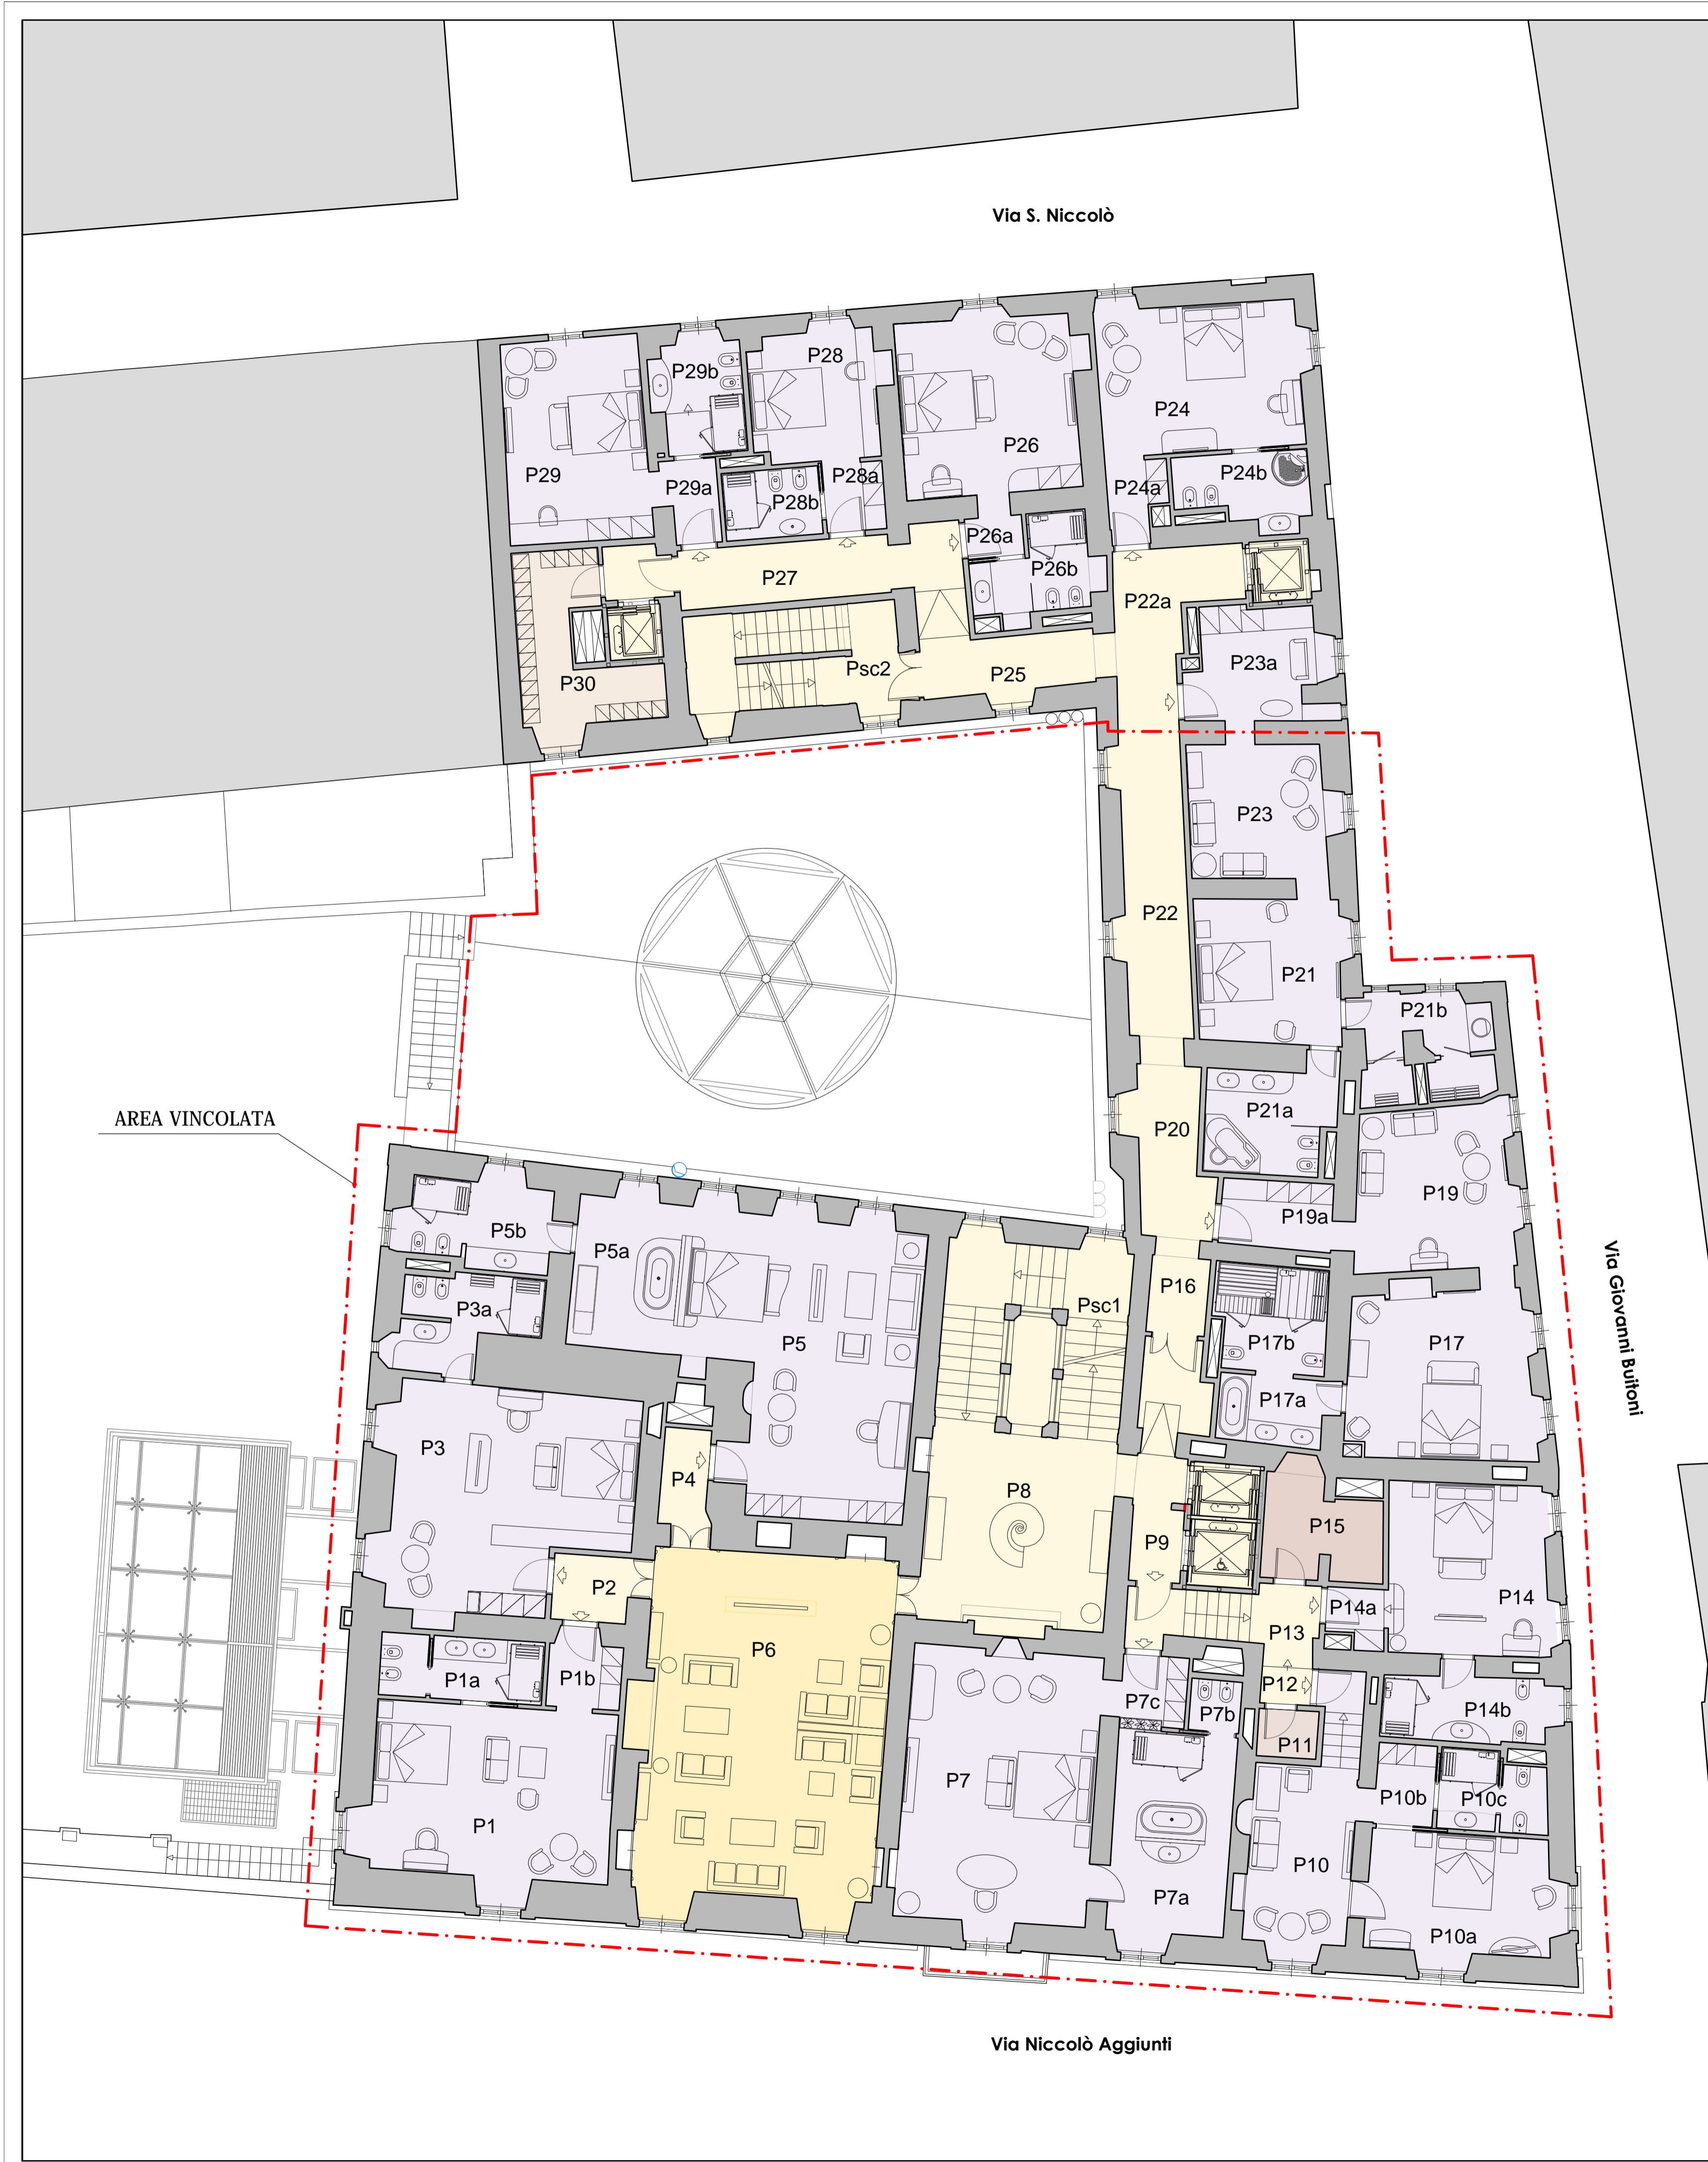 Via S. Niccolò
P29b
P28
P24
P26
P29
P29a
P28a
P28b
P24a
P24b
P26a
P26b
P27
P22a
P23a
Psc2
P25
P30
P23
P22
P21
P21b
P21a
P20
AREA VINCOLATA
P19
P19a
P5b
P5a
P3a
P16
Psc1
P5
P17b
P17
P17a
Via Giovanni Buitoni
P3
P4
P8
P15
P9
P2
P14a
P14
P13
P6
P1a
P1b
P12
P7c
P7b
P14b
P11
P7
P10b
P10c
P1
P10
P7a
P10a
Via Niccolò Aggiunti